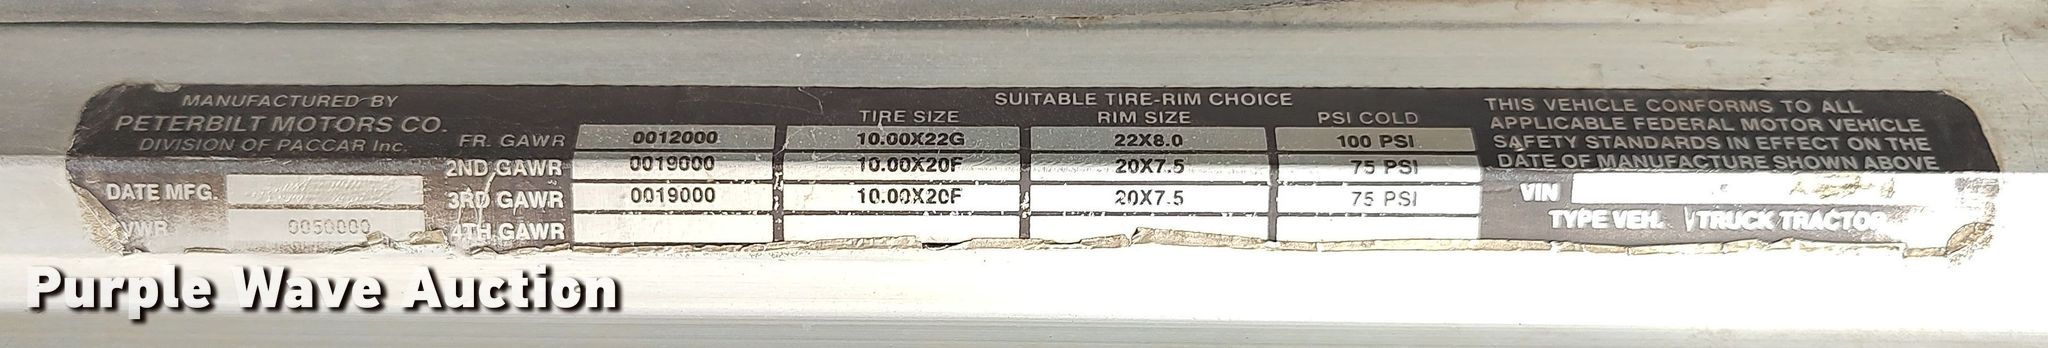 MANUFACTURED BY
PETERBILT MOTORS CO.
DIVISION OF PACCAR Inc.
DATE MFG.
VWR 0050000
SUITABLE TIRE-RIM CHOICE
TIRE SIZE RIM SIZE PSI COLD
FR. GAWR 0012000 10.00X22G 22X8.0 100 PSI
2ND GAWR 0019000 10.00X20F 20X7.5 75 PSI
3RD GAWR 0019000 10.00X20F 20X7.5 75 PSI
4TH GAWR
THIS VEHICLE CONFORMS TO ALL
APPLICABLE FEDERAL MOTOR VEHICLE
SAFETY STANDARDS IN EFFECT ON THE
DATE OF MANUFACTURE SHOWN ABOVE
VIN
TYPE VEH. TRUCK TRACTOR
Purple Wave Auction